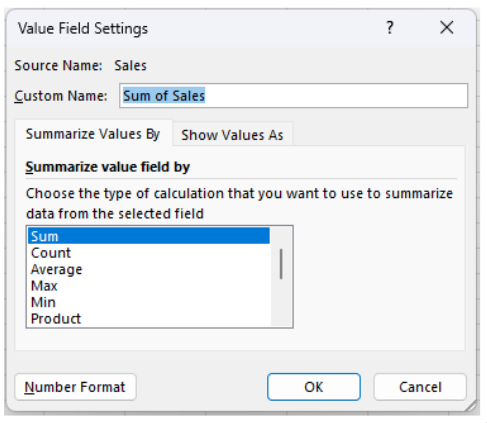 Value Field Settings ? ×
Source Name: Sales
Custom Name: Sum of Sales
Summarize Values By Show Values As
Summarize value field by
Choose the type of calculation that you want to use to summarize
data from the selected field
Sum
Count
Average
Max
Min
Product
Number Format OK Cancel